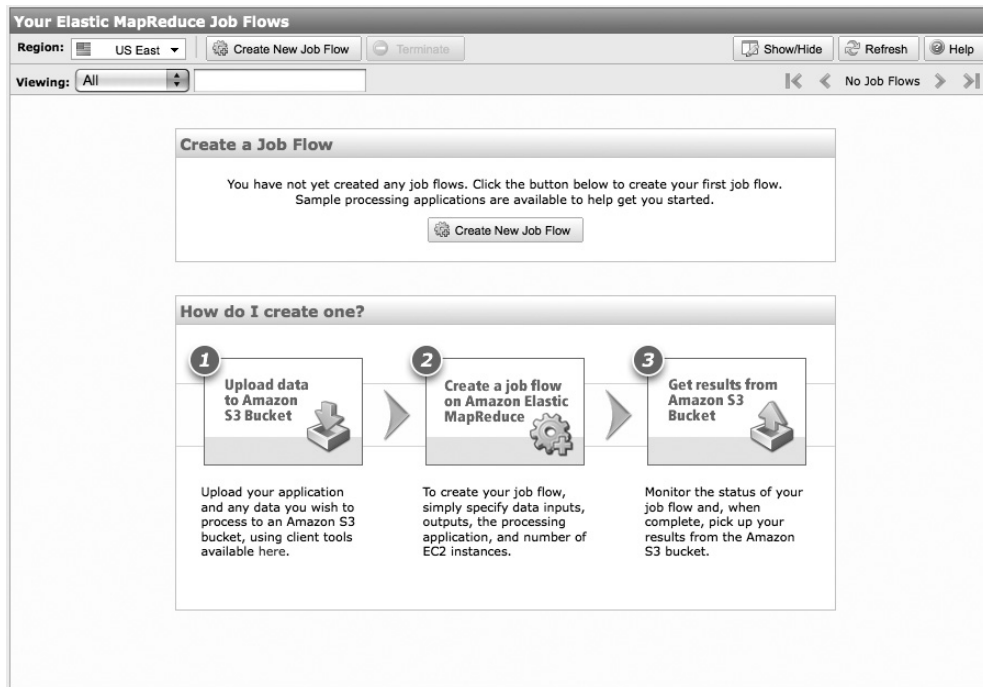 Your Elastic MapReduce Job Flows
Region: US East Create New Job Flow Terminate Show/Hide Refresh Help
Viewing: All No Job Flows
Create a Job Flow
You have not yet created any job flows. Click the button below to create your first job flow.
Sample processing applications are available to help get you started.
Create New Job Flow
How do I create one?
1
Upload data
to Amazon
S3 Bucket
Upload your application
and any data you wish to
process to an Amazon S3
bucket, using client tools
available here.
2
Create a job flow
on Amazon Elastic
MapReduce
To create your job flow,
simply specify data inputs,
outputs, the processing
application, and number of
EC2 instances.
3
Get results from
Amazon S3
Bucket
Monitor the status of your
job flow and, when
complete, pick up your
results from the Amazon
S3 bucket.